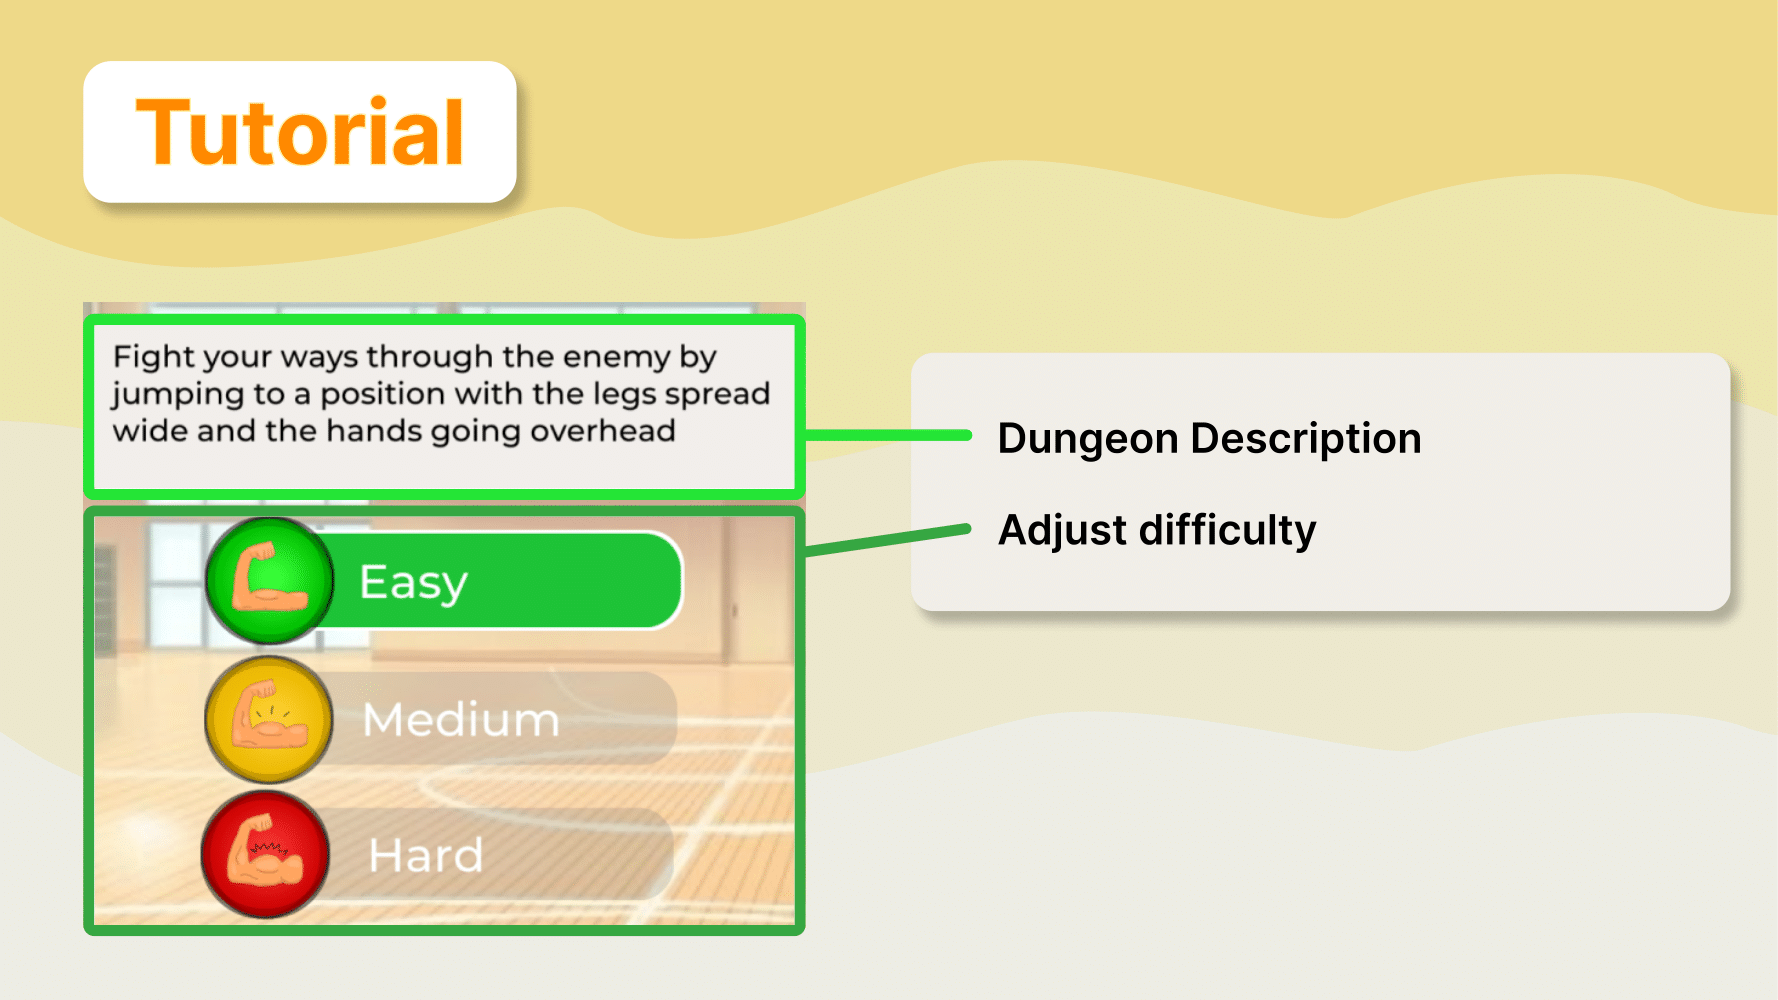 Tutorial
Fight your ways through the enemy by
jumping to a position with the legs spread
wide and the hands going overhead
Easy
Medium
Hard
Dungeon Description
Adjust difficulty